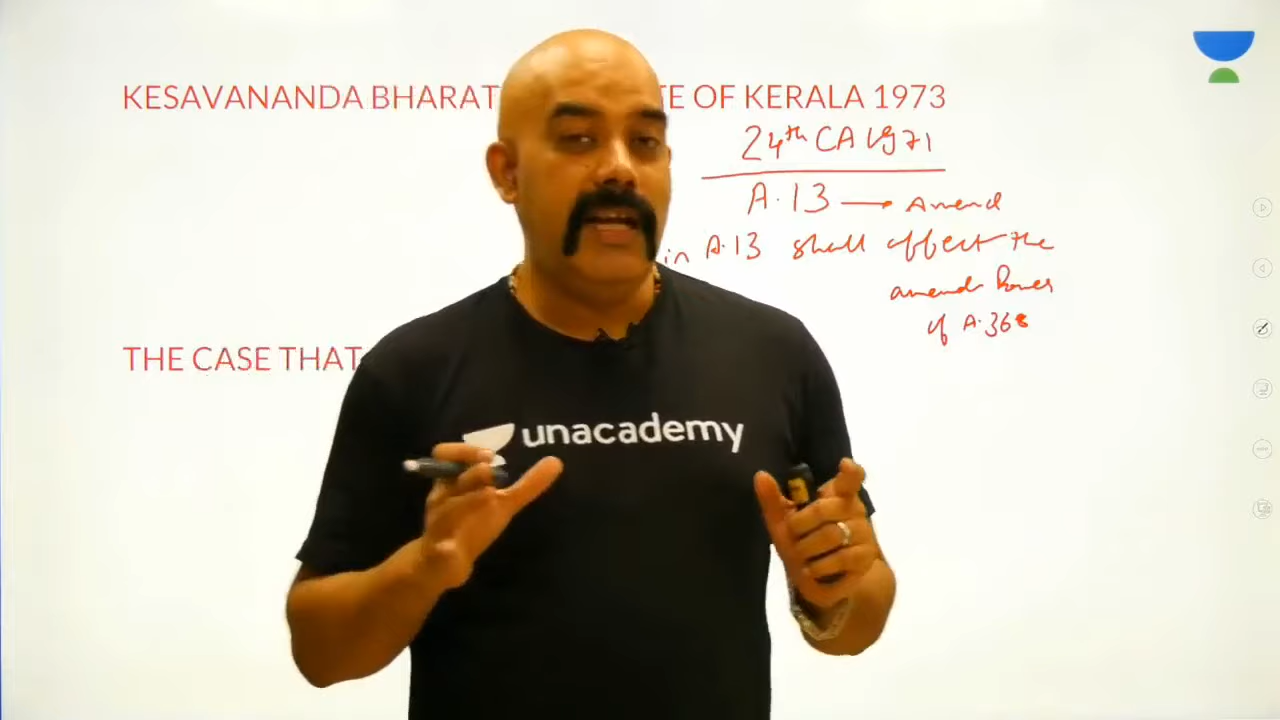 KESAVANANDA BHARAT TE OF KERALA 1973
24th CA 1971
A.13 → Amend
in A.13 shall affect the
amend Power
of A.368
THE CASE THAT
unacademy